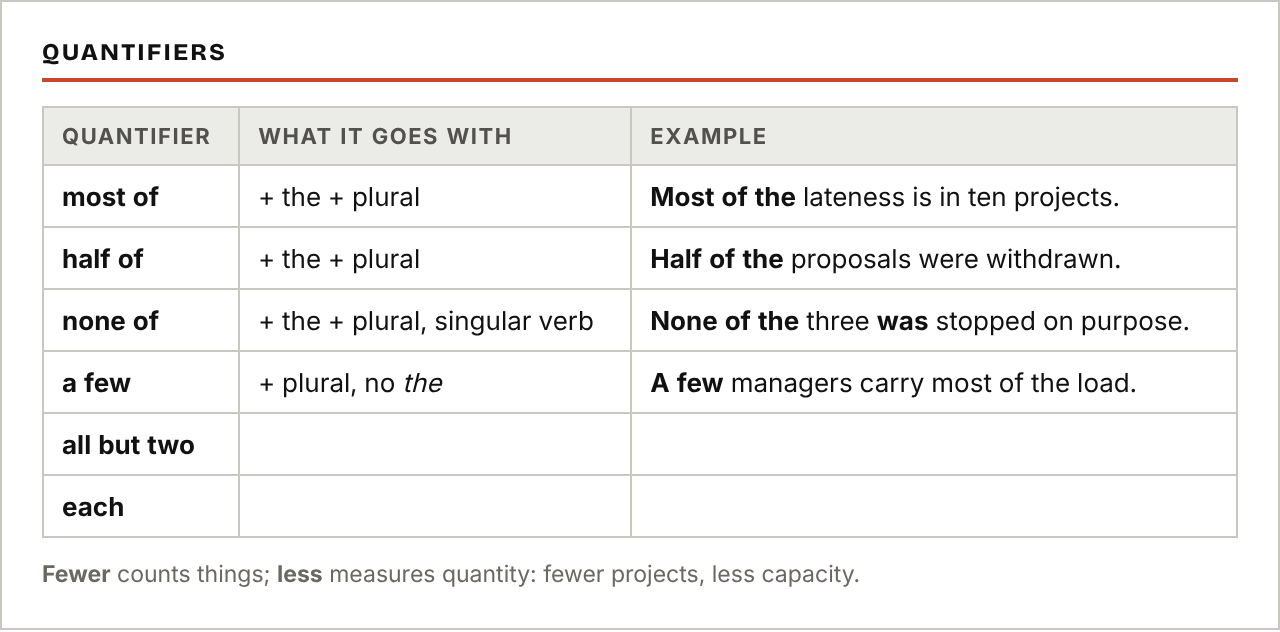 QUANTIFIERS
QUANTIFIER WHAT IT GOES WITH EXAMPLE
most of + the + plural Most of the lateness is in ten projects.
half of + the + plural Half of the proposals were withdrawn.
none of + the + plural, singular verb None of the three was stopped on purpose.
a few + plural, no the A few managers carry most of the load.
all but two
each
Fewer counts things; less measures quantity: fewer projects, less capacity.